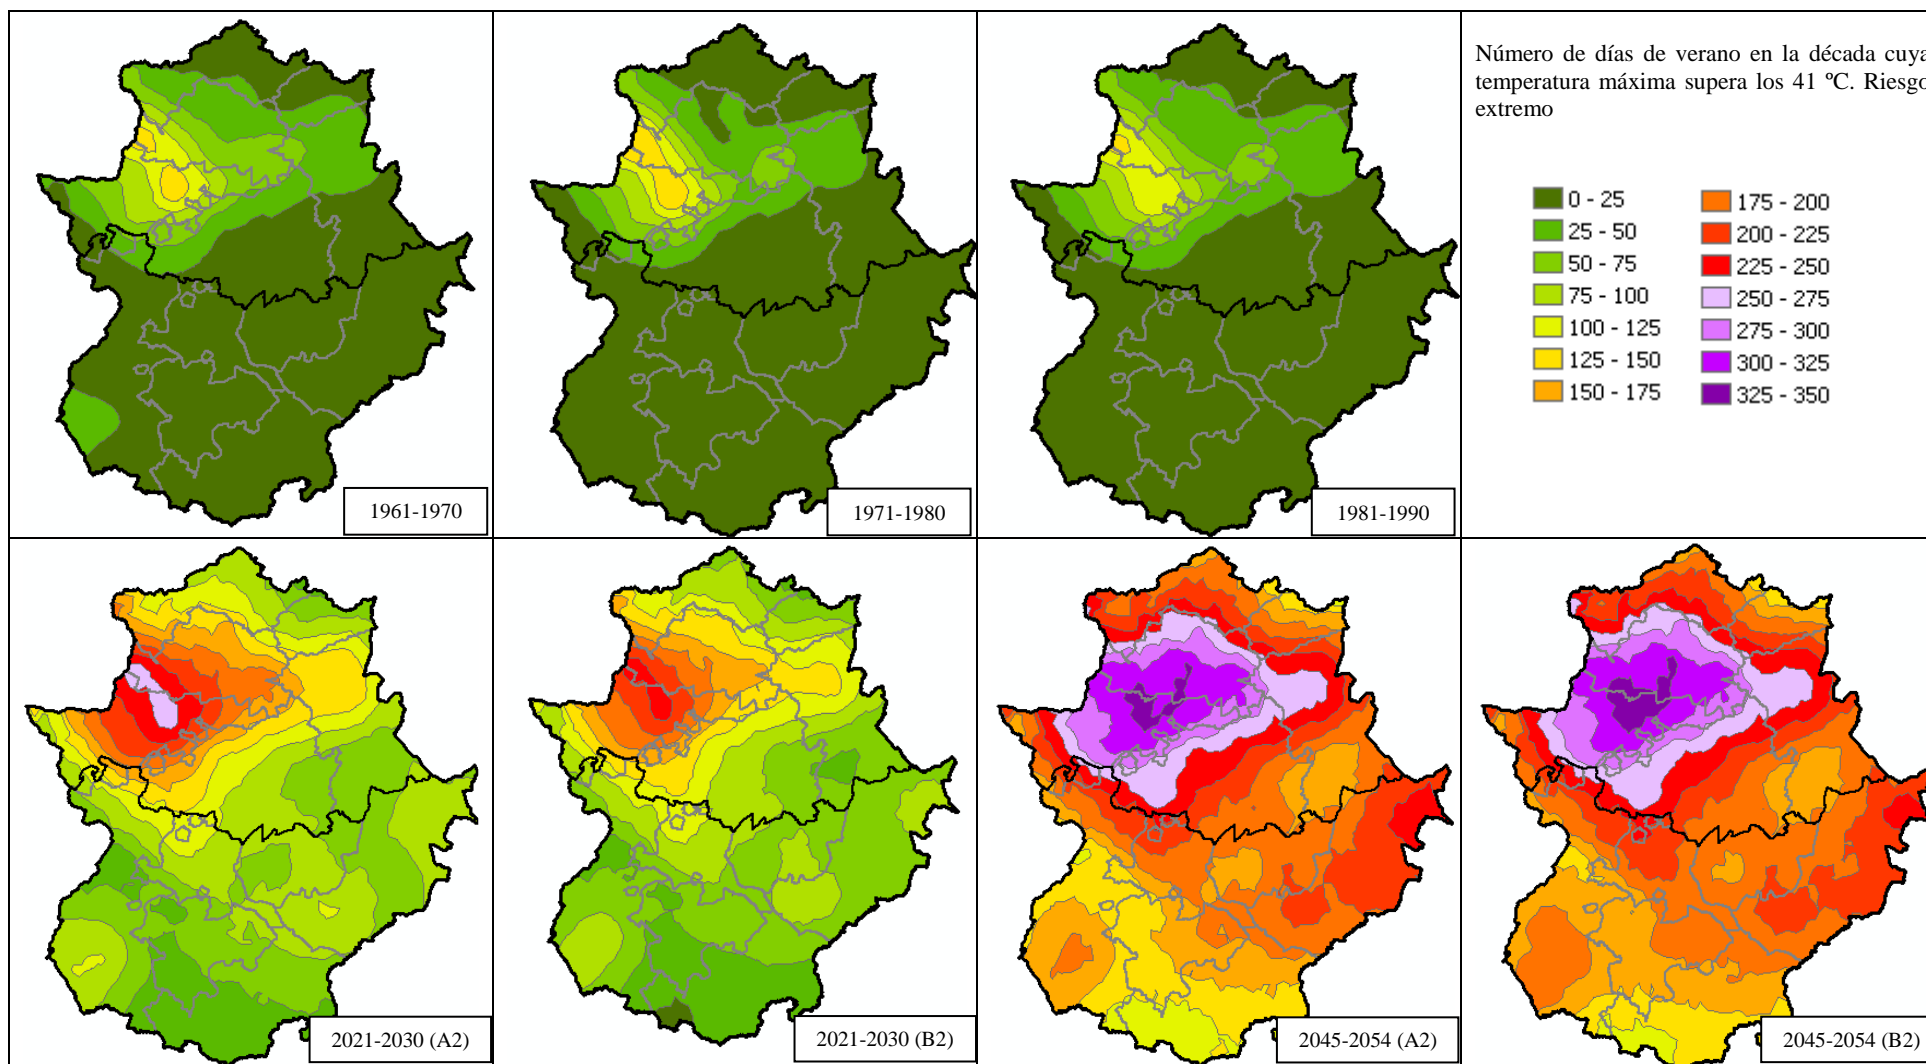 Número de días de verano en la década cuya
temperatura máxima supera los 41 ºC. Riesgo
extremo
0 - 25
25 - 50
50 - 75
75 - 100
100 - 125
125 - 150
150 - 175
175 - 200
200 - 225
225 - 250
250 - 275
275 - 300
300 - 325
325 - 350
1961-1970
1971-1980
1981-1990
2021-2030 (A2)
2021-2030 (B2)
2045-2054 (A2)
2045-2054 (B2)